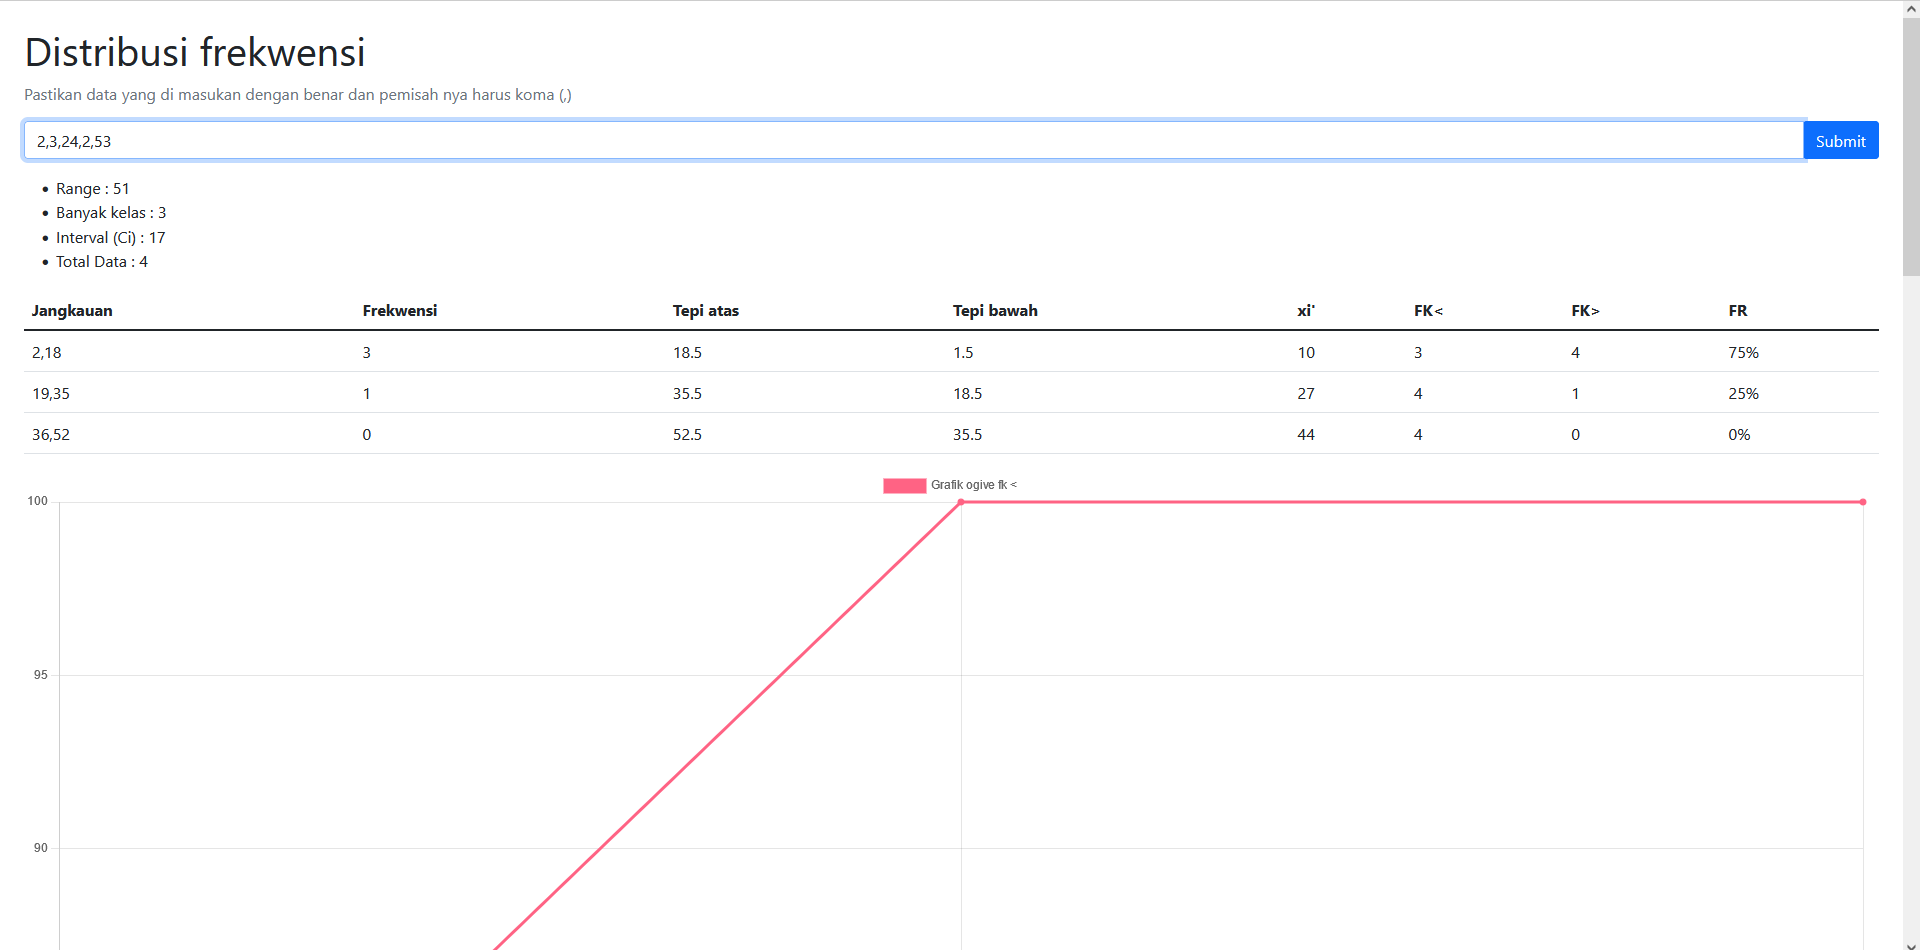 Distribusi frekwensi
Pastikan data yang di masukan dengan benar dan pemisah nya harus koma (,)
2,3,24,2,53
Submit
Range : 51
Banyak kelas : 3
Interval (Ci) : 17
Total Data : 4
Jangkauan Frekwensi Tepi atas Tepi bawah xi' FK< FK> FR
2,18 3 18.5 1.5 10 3 4 75%
19,35 1 35.5 18.5 27 4 1 25%
36,52 0 52.5 35.5 44 4 0 0%
Grafik ogive fk <
100
95
90